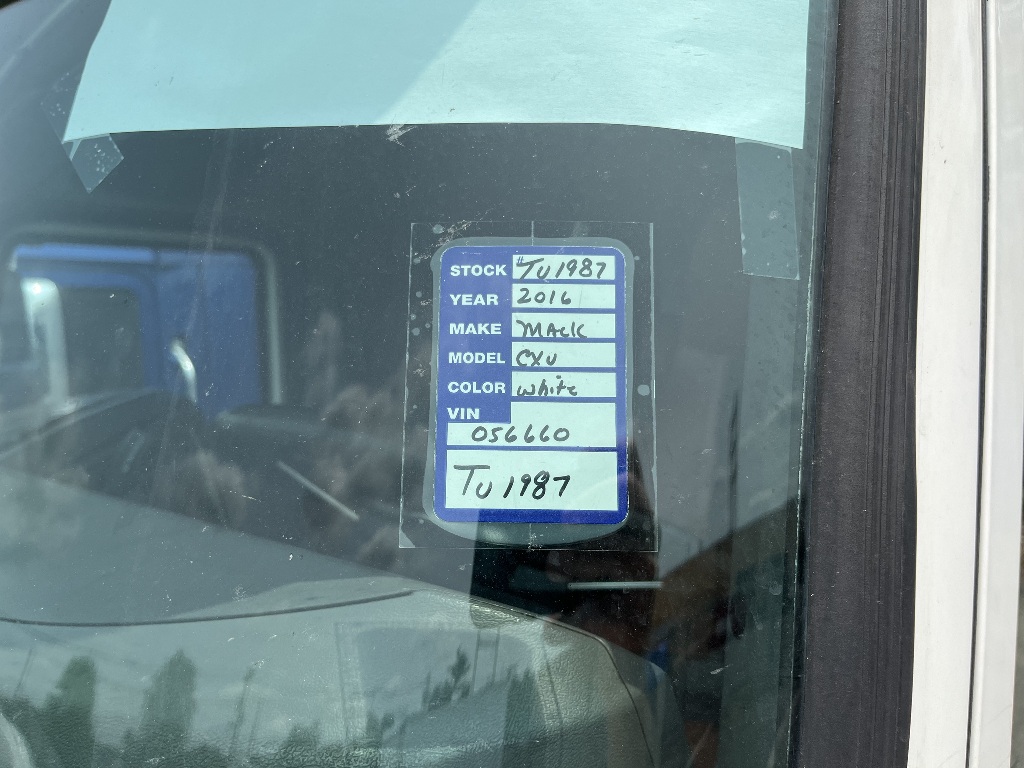 STOCK #TU1987
YEAR 2016
MAKE MACK
MODEL CXU
COLOR white
VIN
056660
TU1987